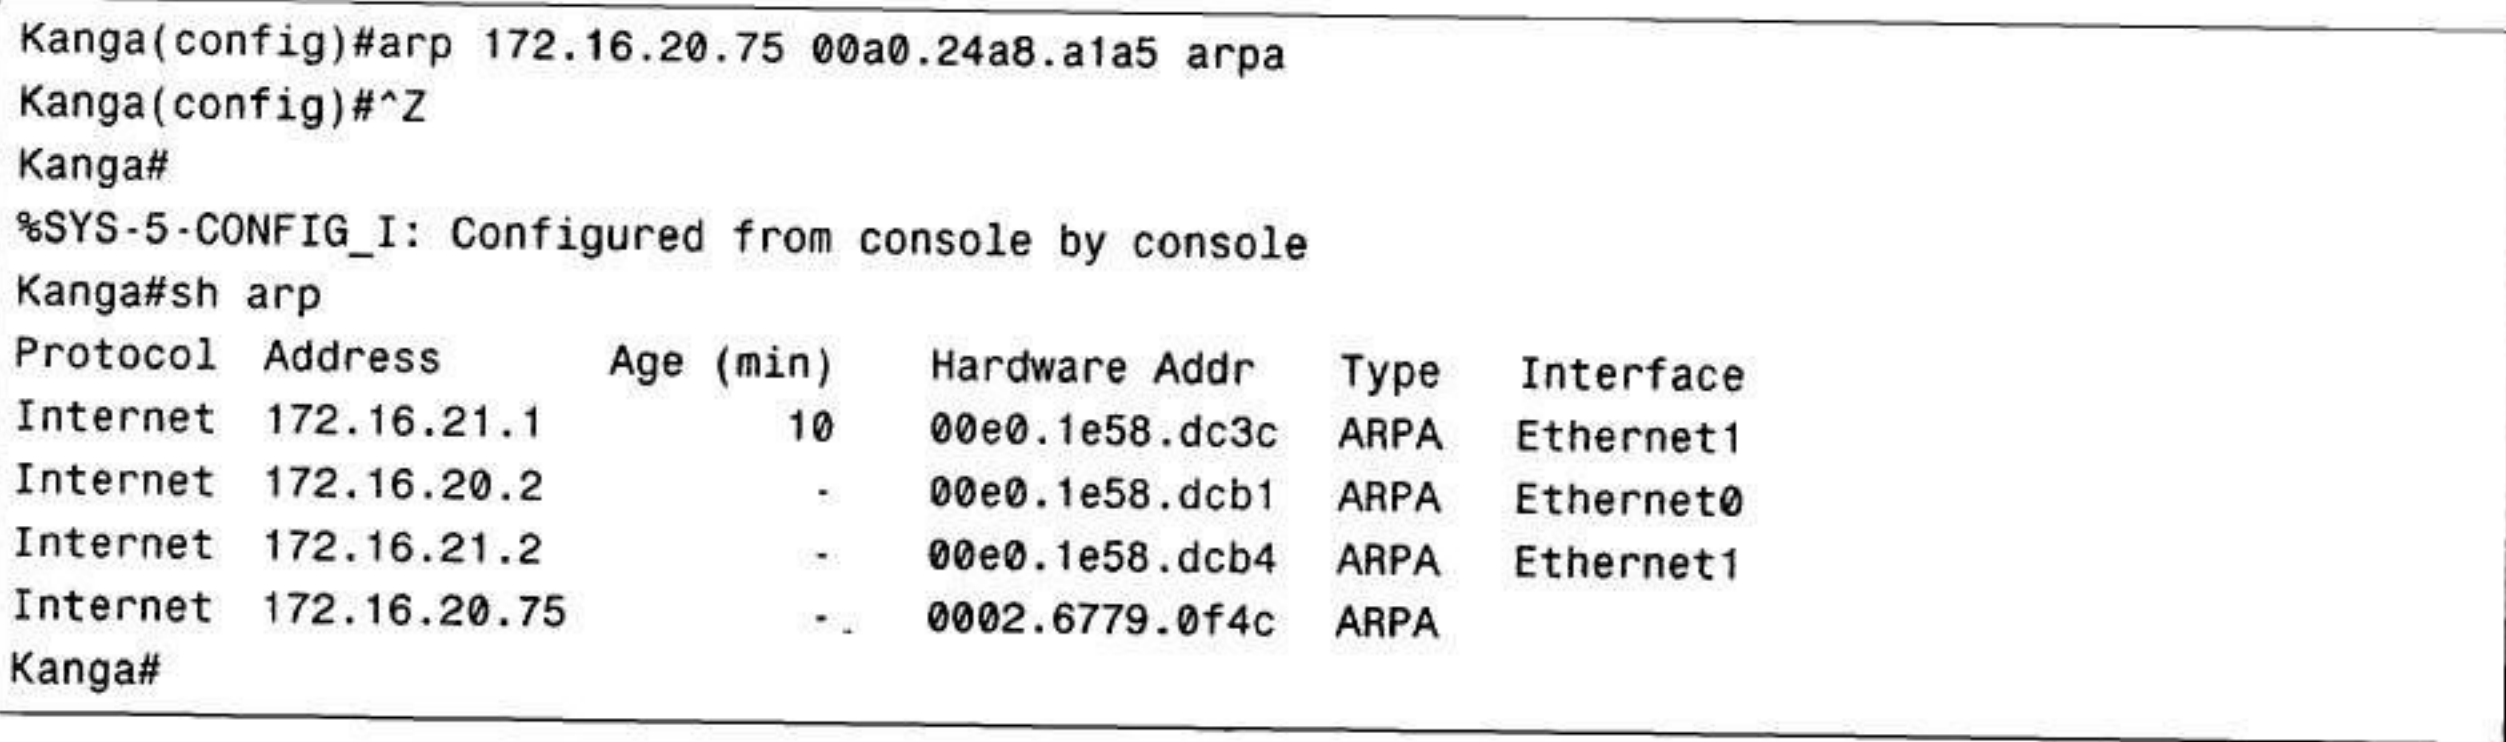 Kanga(config)#arp 172.16.20.75 00a0.24a8.a1a5 arpa
Kanga(config)#^Z
Kanga#
%SYS-5-CONFIG_I: Configured from console by console
Kanga#sh arp
Protocol  Address          Age (min)    Hardware Addr   Type   Interface
Internet  172.16.21.1             10    00e0.1e58.dc3c  ARPA   Ethernet1
Internet  172.16.20.2              -    00e0.1e58.dcb1  ARPA   Ethernet0
Internet  172.16.21.2              -    00e0.1e58.dcb4  ARPA   Ethernet1
Internet  172.16.20.75             -    0002.6779.0f4c  ARPA
Kanga#